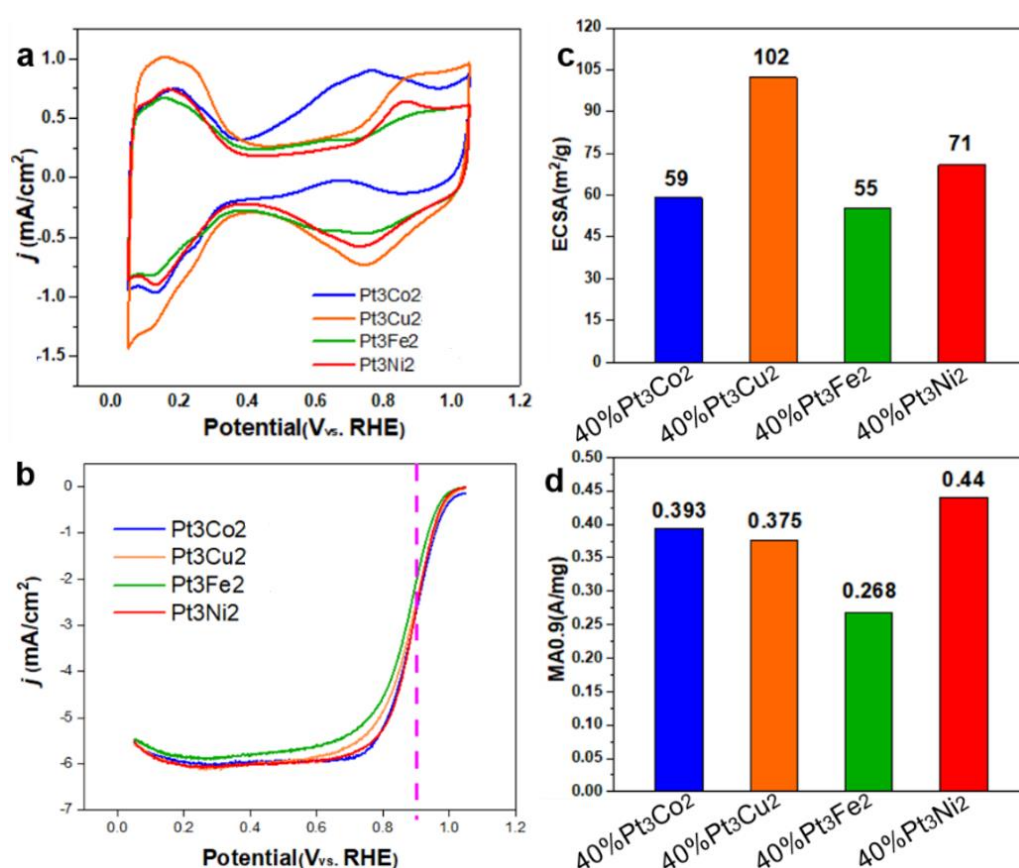 a
1.0
0.5
0.0
-0.5
-1.0
-1.5
j (mA/cm²)
Pt3Co2
Pt3Cu2
Pt3Fe2
Pt3Ni2
0.0 0.2 0.4 0.6 0.8 1.0 1.2
Potential(Vvs. RHE)
c
120
105
90
75
60
45
30
15
0
ECSA(m²/g)
59
102
55
71
40%Pt3Co2
40%Pt3Cu2
40%Pt3Fe2
40%Pt3Ni2
b
0
-1
-2
-3
-4
-5
-6
-7
j (mA/cm²)
Pt3Co2
Pt3Cu2
Pt3Fe2
Pt3Ni2
0.0 0.2 0.4 0.6 0.8 1.0 1.2
Potential(Vvs. RHE)
d
0.50
0.45
0.40
0.35
0.30
0.25
0.20
0.15
0.10
0.05
0.00
MA0.9(A/mg)
0.393
0.375
0.268
0.44
40%Pt3Co2
40%Pt3Cu2
40%Pt3Fe2
40%Pt3Ni2